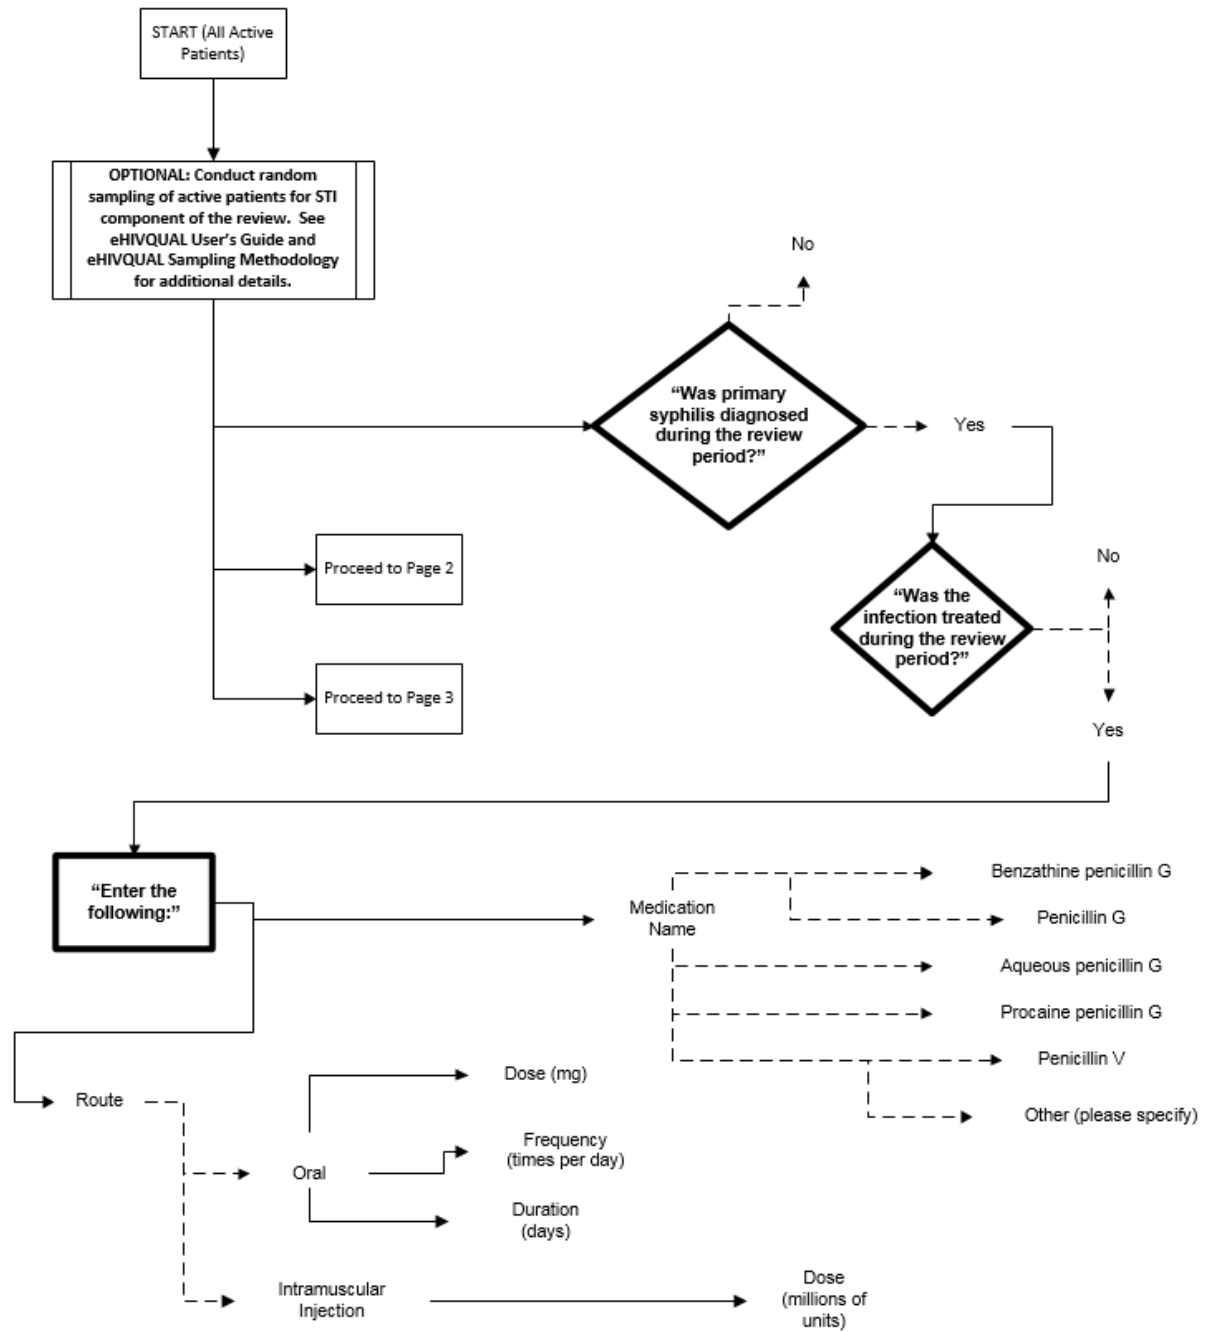 START (All Active
Patients)
OPTIONAL: Conduct random
sampling of active patients for STI
component of the review.  See
eHIVQUAL User's Guide and
eHIVQUAL Sampling Methodology
for additional details.
No
“Was primary
syphilis diagnosed
during the review
period?”
Yes
Proceed to Page 2
No
“Was the
infection treated
during the review
period?”
Proceed to Page 3
Yes
“Enter the
following:”
Medication
Name
Benzathine penicillin G
Penicillin G
Aqueous penicillin G
Procaine penicillin G
Penicillin V
Other (please specify)
Route
Oral
Dose (mg)
Frequency
(times per day)
Duration
(days)
Intramuscular
Injection
Dose
(millions of
units)